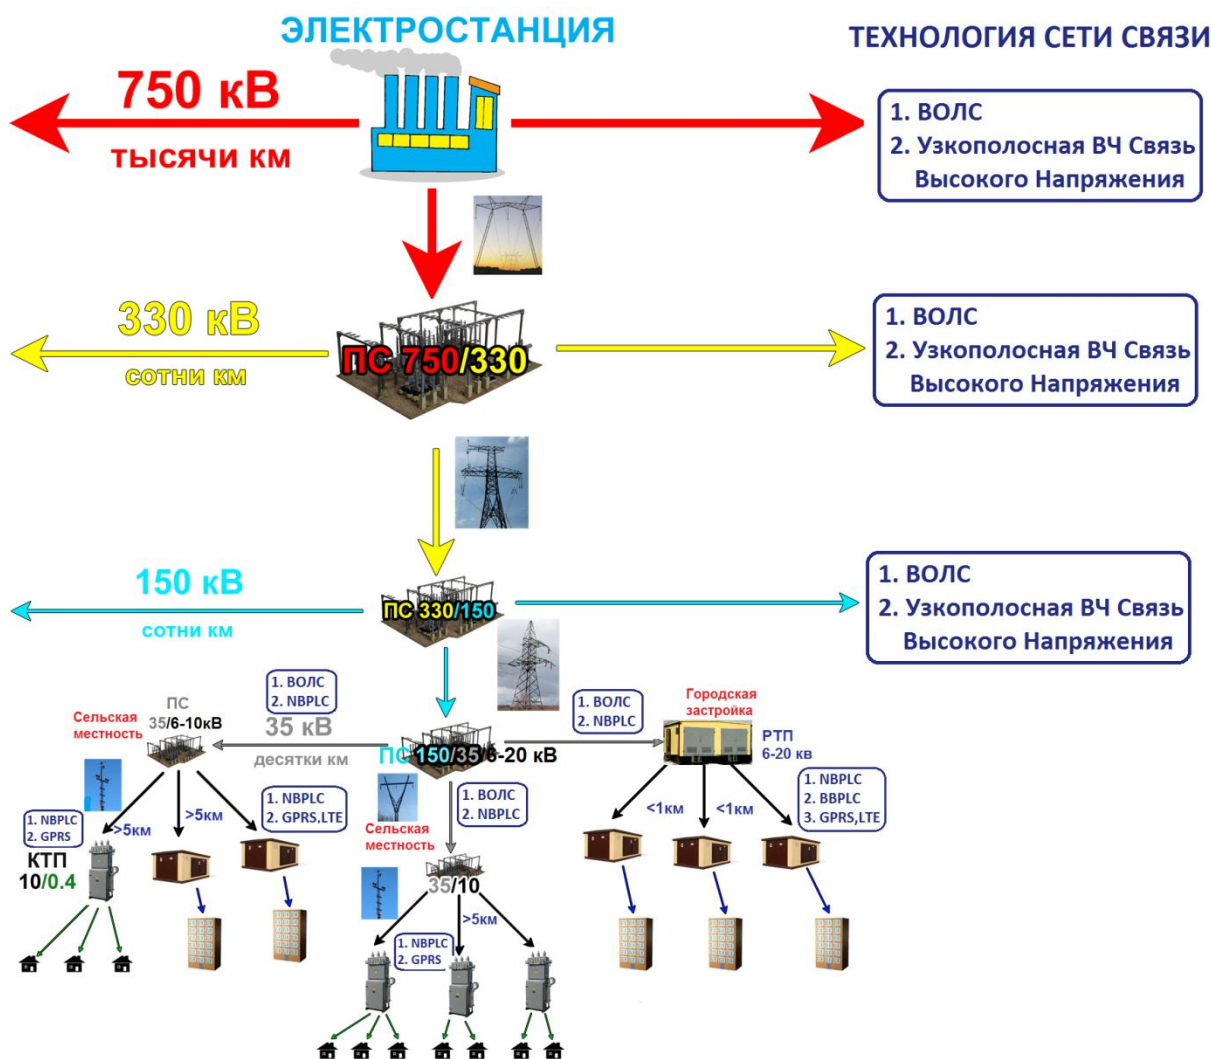 ЭЛЕКТРОСТАНЦИЯ
ТЕХНОЛОГИЯ СЕТИ СВЯЗИ
750 кВ
тысячи км
1. ВОЛС
2. Узкополосная ВЧ Связь
Высокого Напряжения
330 кВ
сотни км
ПС 750/330
1. ВОЛС
2. Узкополосная ВЧ Связь
Высокого Напряжения
150 кВ
сотни км
ПС 330/150
1. ВОЛС
2. Узкополосная ВЧ Связь
Высокого Напряжения
1. ВОЛС
2. NBPLC
1. ВОЛС
2. NBPLC
Городская
застройка
ПС
35/6-10кВ
Сельская
местность
35 кВ
десятки км
ПС 150/35/6-20 кВ
РТП
6-20 кв
1. ВОЛС
2. NBPLC
Сельская
местность
1. NBPLC
2. GPRS
>5км
>5км
1. NBPLC
2. GPRS,LTE
<1км
<1км
1. NBPLC
2. BBPLC
3. GPRS,LTE
КТП
10/0.4
35/10
>5км
1. NBPLC
2. GPRS